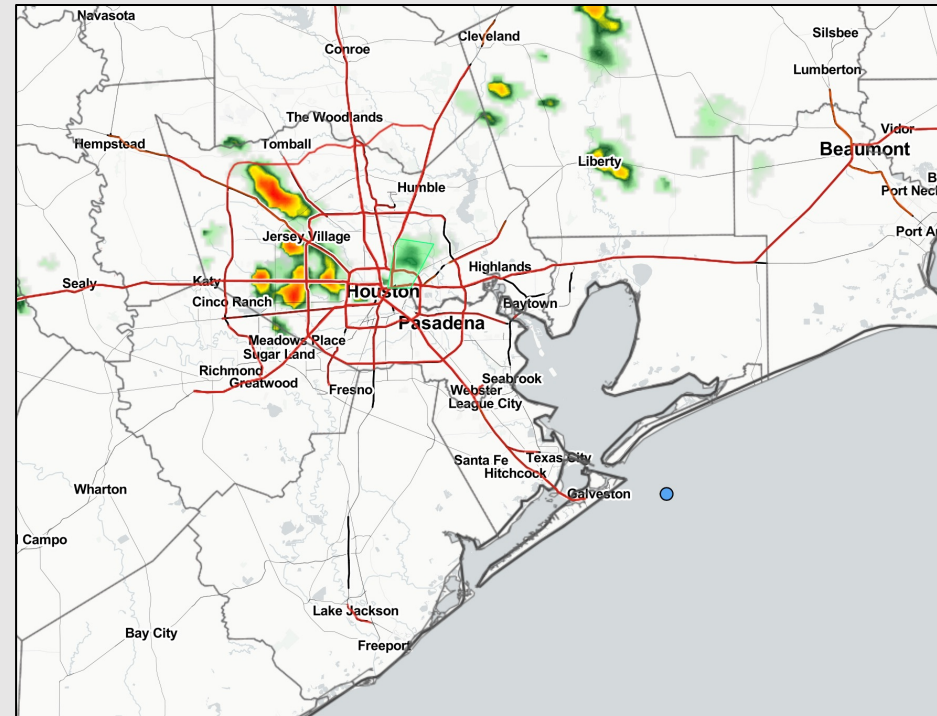 Navasota
Cleveland
Silsbee
Conroe
Lumberton
The Woodlands
Vidor
Hempstead
Tomball
Beaumont
Liberty
B
Humble
Port Nec
Port A
Jersey Village
Highlands
Sealy
Katy
Houston
Cinco Ranch
Baytown
Pasadena
Meadows Place
Sugar Land
Richmond
Seabrook
Greatwood
Fresno
Webster
League City
Santa Fe
Texas City
Hitchcock
Wharton
Galveston
l Campo
Lake Jackson
Bay City
Freeport